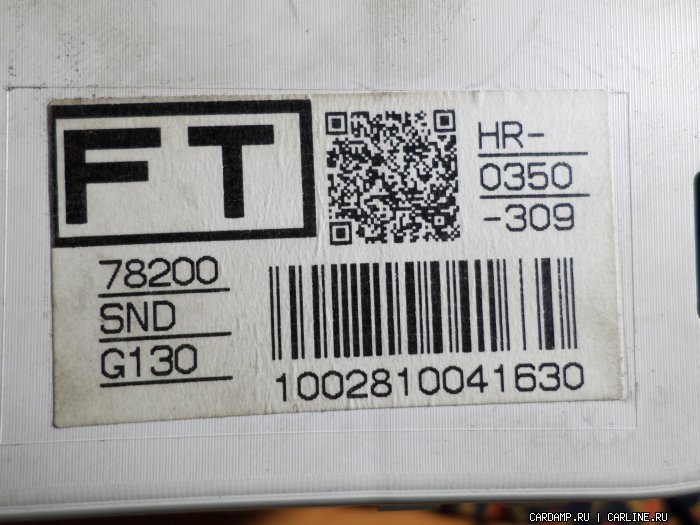 FT
HR-
0350
-309
78200
SND
G130
1002810041630
CARDAMP.RU | CARLINE.RU